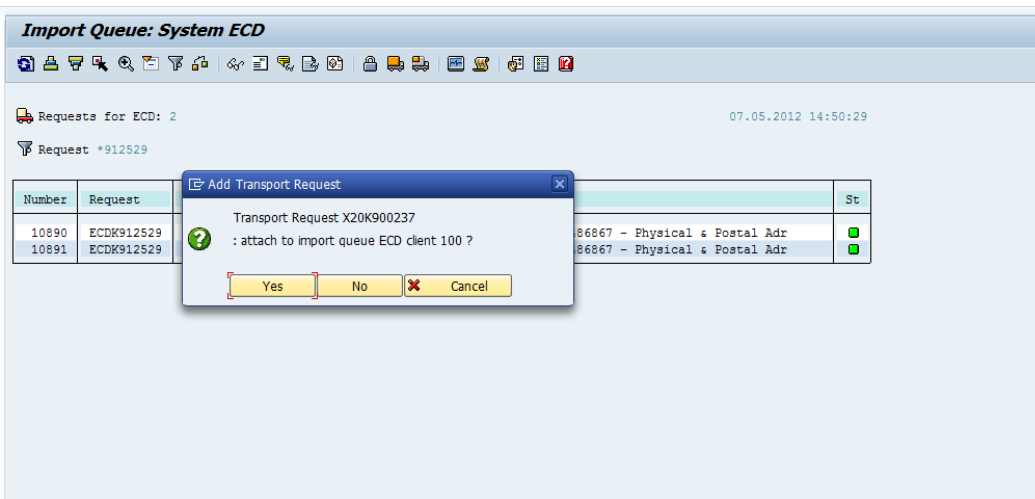 Import Queue: System ECD
Requests for ECD: 2 07.05.2012 14:50:29
Request *912529
Add Transport Request
Number Request St
Transport Request X20K900237
: attach to import queue ECD client 100 ?
10890 ECDK912529 86867 - Physical & Postal Adr
10891 ECDK912529 86867 - Physical & Postal Adr
Yes No Cancel